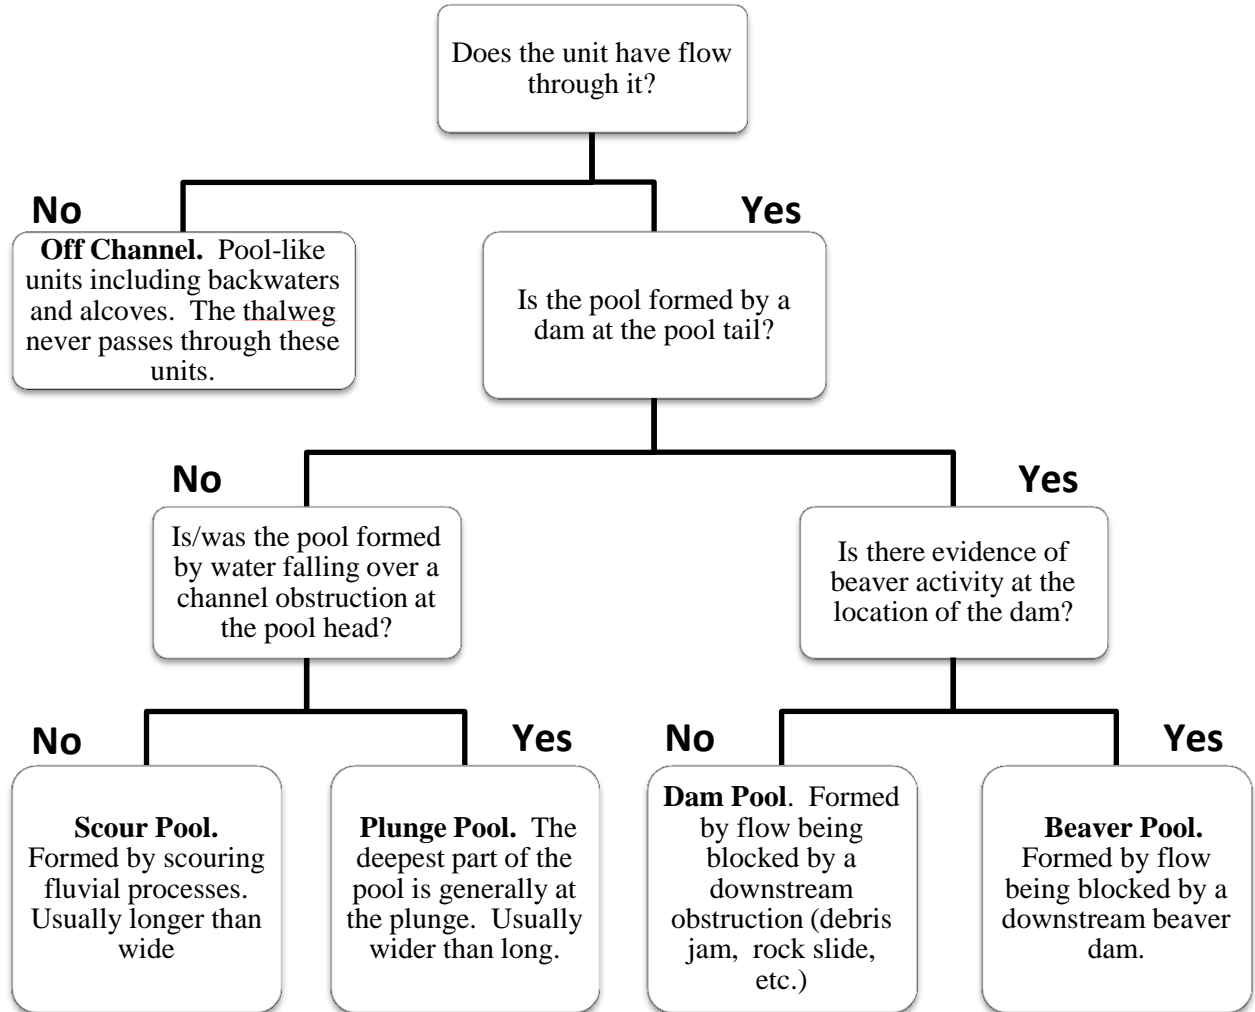 Does the unit have flow
through it?
No
Yes
Off Channel.  Pool-like
units including backwaters
and alcoves.  The thalweg
never passes through these
units.
Is the pool formed by a
dam at the pool tail?
No
Yes
Is/was the pool formed
by water falling over a
channel obstruction at
the pool head?
Is there evidence of
beaver activity at the
location of the dam?
No
Yes
No
Yes
Scour Pool.
Formed by scouring
fluvial processes.
Usually longer than
wide
Plunge Pool.  The
deepest part of the
pool is generally at
the plunge.  Usually
wider than long.
Dam Pool.  Formed
by flow being
blocked by a
downstream
obstruction (debris
jam,  rock slide,
etc.)
Beaver Pool.
Formed by flow
being blocked by a
downstream beaver
dam.